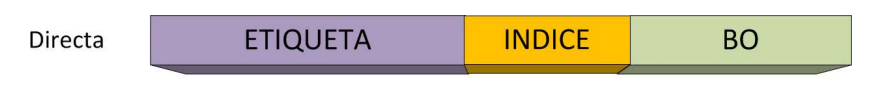 Directa ETIQUETA INDICE BO